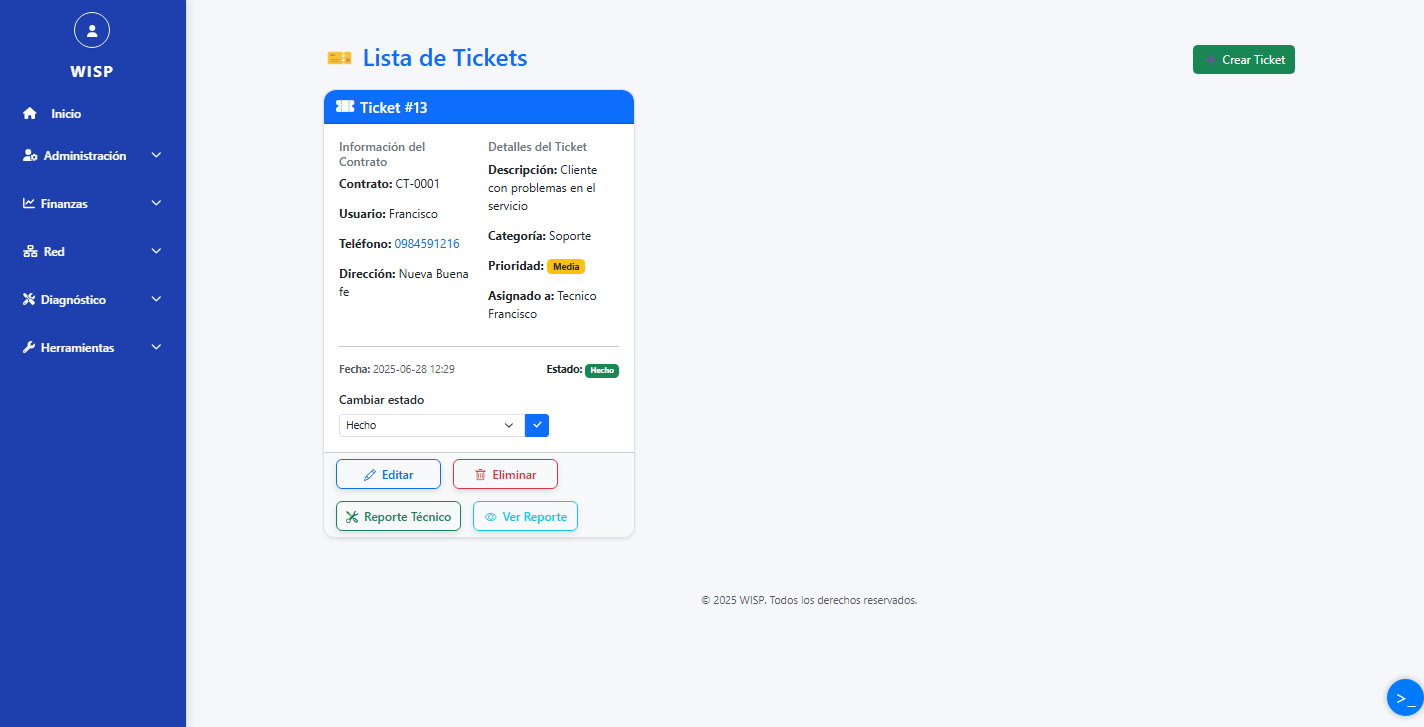 WISP
Inicio
Administración
Finanzas
Red
Diagnóstico
Herramientas
Lista de Tickets
Crear Ticket
Ticket #13
Información del
Contrato
Contrato: CT-0001
Usuario: Francisco
Teléfono: 0984591216
Dirección: Nueva Buena
fe
Detalles del Ticket
Descripción: Cliente
con problemas en el
servicio
Categoría: Soporte
Prioridad: Media
Asignado a: Tecnico
Francisco
Fecha: 2025-06-28 12:29
Estado: Hecho
Cambiar estado
Hecho
Editar
Eliminar
Reporte Técnico
Ver Reporte
© 2025 WISP. Todos los derechos reservados.
>_